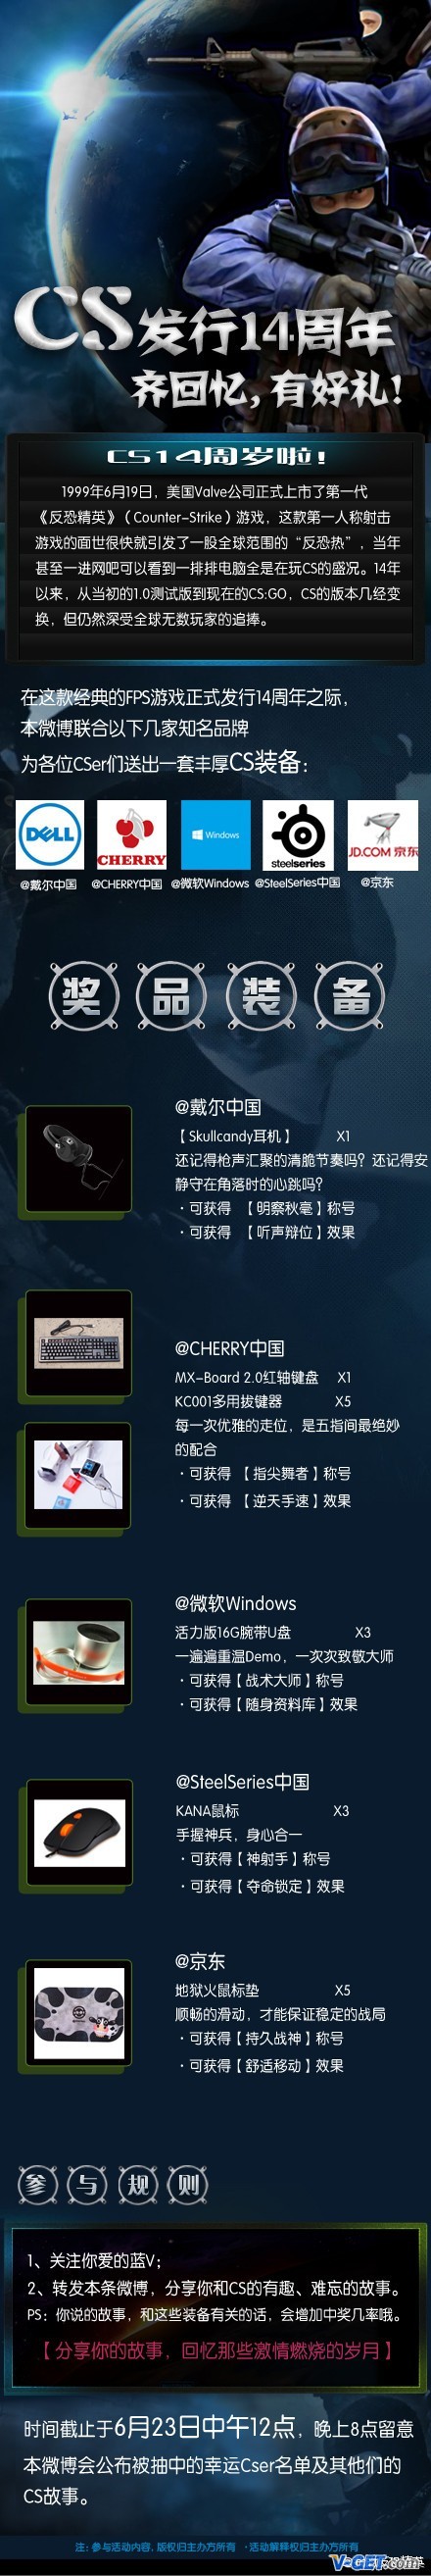 CS发行14周年
齐回忆,有好礼!
CS14周岁啦!
1999年6月19日，美国Valve公司正式上市了第一代
《反恐精英》（Counter-Strike）游戏，这款第一人称射击
游戏的面世很快就引发了一股全球范围的“反恐热”，当年
甚至一进网吧可以看到一排排电脑全是在玩CS的盛况。14年
以来，从当初的1.0测试版到现在的CS:GO，CS的版本几经变
换，但仍然深受全球无数玩家的追捧。
在这款经典的FPS游戏正式发行14周年之际，
本微博联合以下几家知名品牌
为各位CSer们送出一套丰厚CS装备：
DELL
CHERRY
Windows
steelseries
JD.COM 京东
@戴尔中国 @CHERRY中国 @微软Windows @SteelSeries中国 @京东
奖品装备
@戴尔中国
【Skullcandy耳机】 X1
还记得枪声汇聚的清脆节奏吗？还记得安
静守在角落时的心跳吗？
·可获得 【明察秋毫】称号
·可获得 【听声辩位】效果
@CHERRY中国
MX-Board 2.0红轴键盘 X1
KC001多用拔键器 X5
每一次优雅的走位，是五指间最绝妙
的配合
·可获得 【指尖舞者】称号
·可获得 【逆天手速】效果
@微软Windows
活力版16G腕带U盘 X3
一遍遍重温Demo，一次次致敬大师
·可获得【战术大师】称号
·可获得【随身资料库】效果
@SteelSeries中国
KANA鼠标 X3
手握神兵，身心合一
·可获得【神射手】称号
·可获得【夺命锁定】效果
@京东
地狱火鼠标垫 X5
顺畅的滑动，才能保证稳定的战局
·可获得【持久战神】称号
·可获得【舒适移动】效果
参与规则
1、关注你爱的蓝V；
2、转发本条微博，分享你和CS的有趣、难忘的故事。
PS：你说的故事，和这些装备有关的话，会增加中奖几率哦。
【分享你的故事，回忆那些激情燃烧的岁月】
时间截止于6月23日中午12点，晚上8点留意
本微博会公布被抽中的幸运Cser名单及其他们的
CS故事。
注：参与活动内容，版权归主办方所有 ·活动解释权归主办方所有
V-GET.com